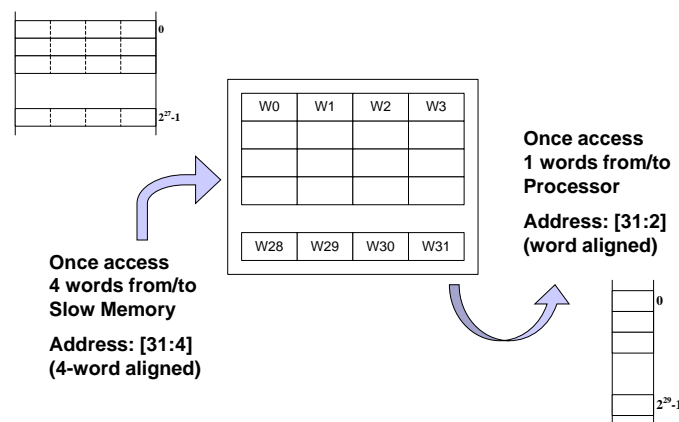 0
2^27-1
W0 W1 W2 W3
W28 W29 W30 W31
Once access
4 words from/to
Slow Memory
Address: [31:4]
(4-word aligned)
Once access
1 words from/to
Processor
Address: [31:2]
(word aligned)
0
2^29-1